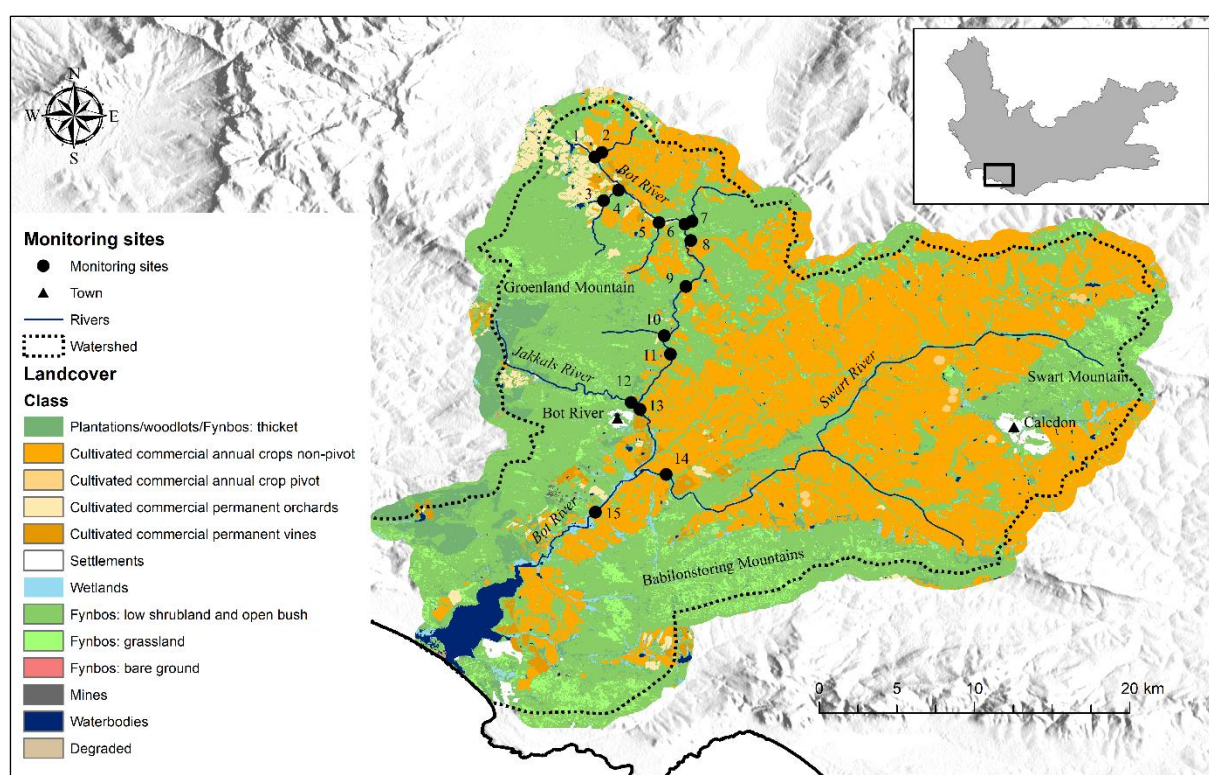 N
W E
S
1 2
Bot River
3 4
5 6 7
8
Groenland Mountain
9
10
11
Jakkals River
12
13
Bot River
Swart River
Swart Mountain
Caledon
14
15
Bot River
Babilonstoring Mountains
0 5 10 20 km
Monitoring sites
Monitoring sites
Town
Rivers
Watershed
Landcover
Class
Plantations/woodlots/Fynbos: thicket
Cultivated commercial annual crops non-pivot
Cultivated commercial annual crop pivot
Cultivated commercial permanent orchards
Cultivated commercial permanent vines
Settlements
Wetlands
Fynbos: low shrubland and open bush
Fynbos: grassland
Fynbos: bare ground
Mines
Waterbodies
Degraded